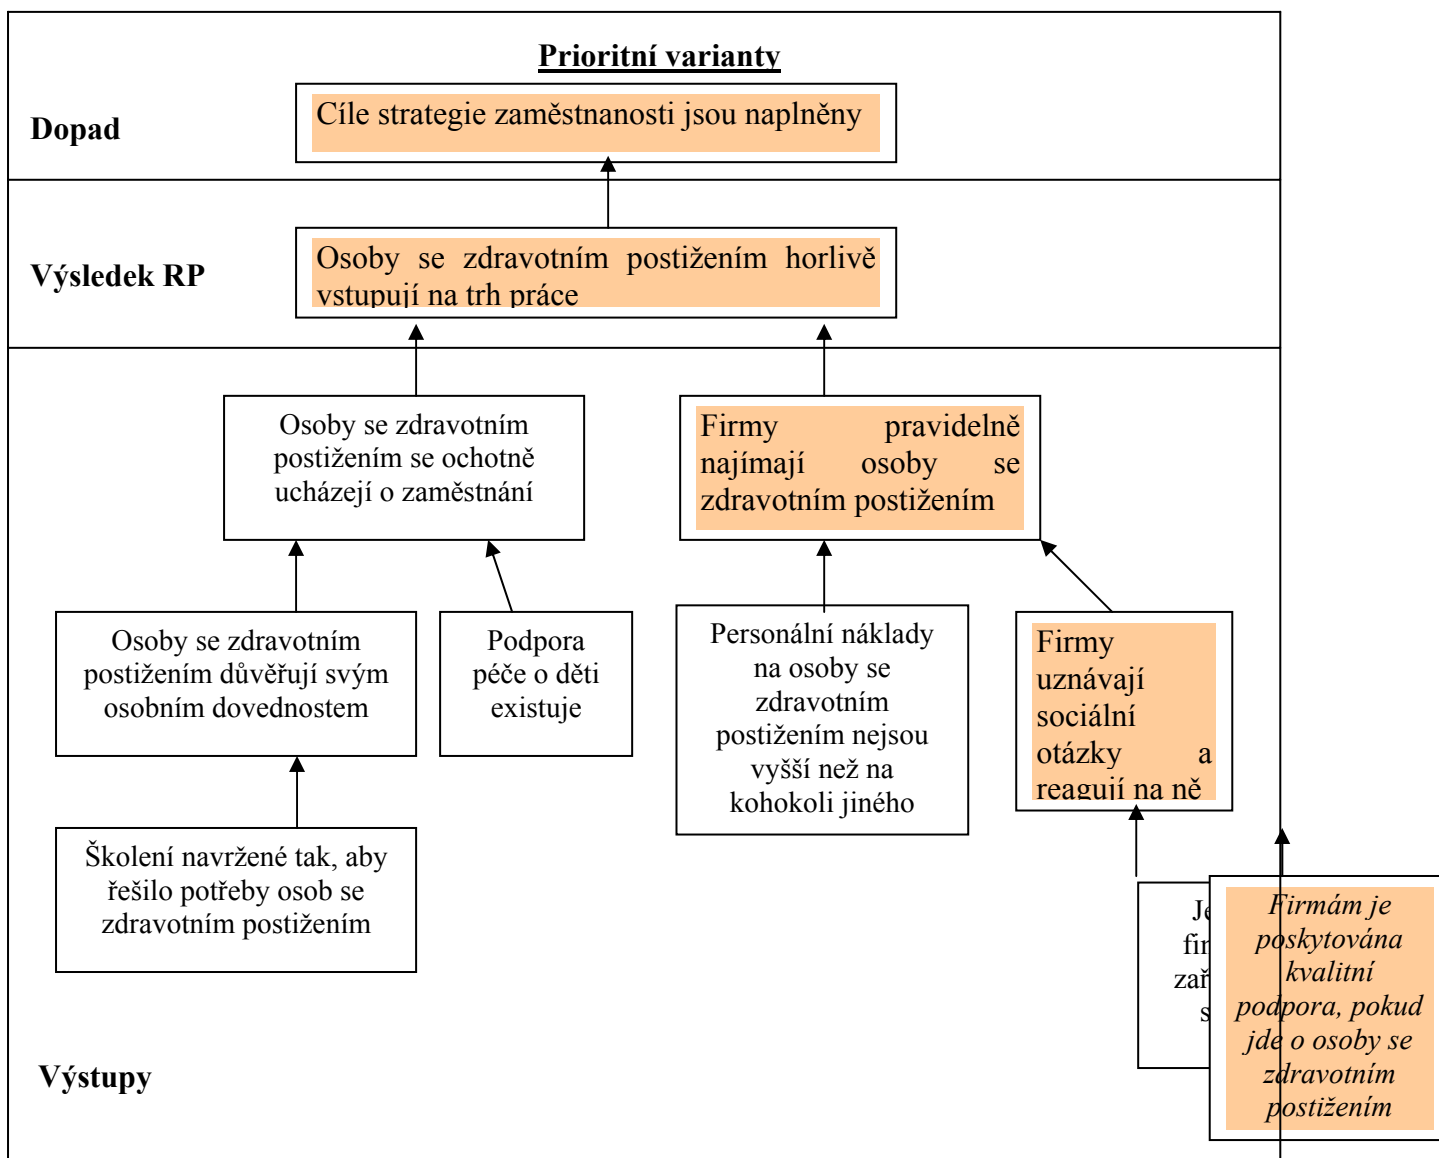 Prioritní varianty
Dopad
Cíle strategie zaměstnanosti jsou naplněny
Výsledek RP
Osoby se zdravotním postižením horlivě
vstupují na trh práce
Osoby se zdravotním
postižením se ochotně
ucházejí o zaměstnání
Firmy pravidelně
najímají osoby se
zdravotním postižením
Osoby se zdravotním
postižením důvěřují svým
osobním dovednostem
Podpora
péče o děti
existuje
Personální náklady
na osoby se
zdravotním
postižením nejsou
vyšší než na
kohokoli jiného
Firmy
uznávají
sociální
otázky a
reagují na ně
Školení navržené tak, aby
řešilo potřeby osob se
zdravotním postižením
Firmám je
poskytována
kvalitní
podpora, pokud
jde o osoby se
zdravotním
postižením
Výstupy